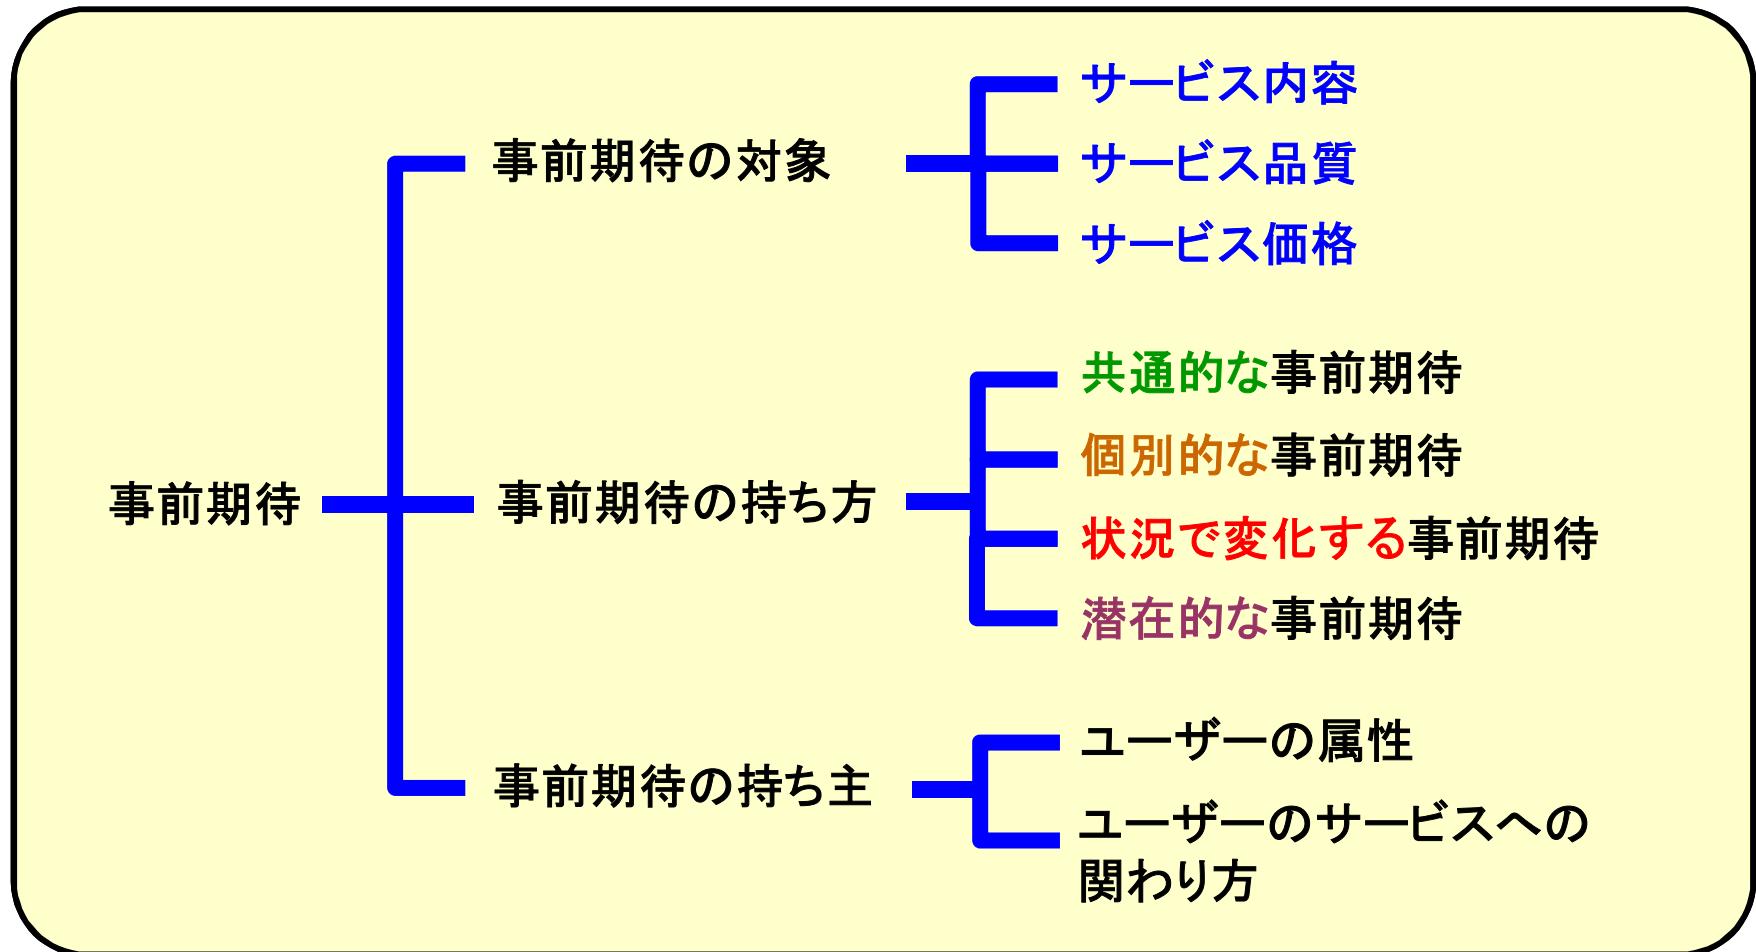 事前期待
事前期待の対象
サービス内容
サービス品質
サービス価格
事前期待の持ち方
共通的な事前期待
個別的な事前期待
状況で変化する事前期待
潜在的な事前期待
事前期待の持ち主
ユーザーの属性
ユーザーのサービスへの
関わり方